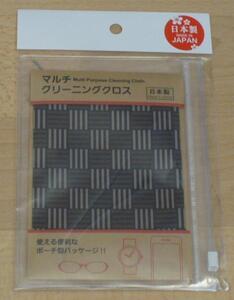 日本製
MADE IN
JAPAN
マルチ Multi-Purpose Cleaning Cloth
クリーニングクロス
日本製
使える便利な
ポーチ型パッケージ!!